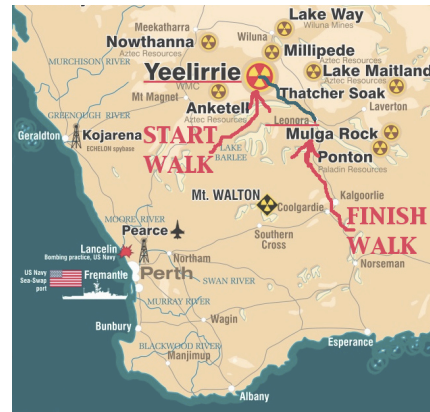 Lake Way
Wiluna Mines
Meekatharra
Wiluna
Nowthanna
Aztec Resources
Millipede
Aztec Resources
MURCHISON RIVER
Yeelirrie
WMC
Lake Maitland
Aztec Resources
Mt Magnet
Thatcher Soak
Anketell
Aztec Resources
Laverton
GREENOUGH RIVER
Geraldton
Kojarena
ECHELON spybase
START
WALK
LAKE
BARLEE
Leonora
Mulga Rock
Ponton
Paladin Resources
Mt. WALTON
Kalgoorlie
Coolgardie
FINISH
WALK
MOORE RIVER
Pearce
Southern
Cross
Lancelin
Bombing practice, US Navy
Northam
Norseman
US Navy
Sea-Swap
port
Fremantle
Perth
SWAN RIVER
MURRAY RIVER
Bunbury
Wagin
Esperance
BLACKWOOD RIVER
Manjimup
Albany